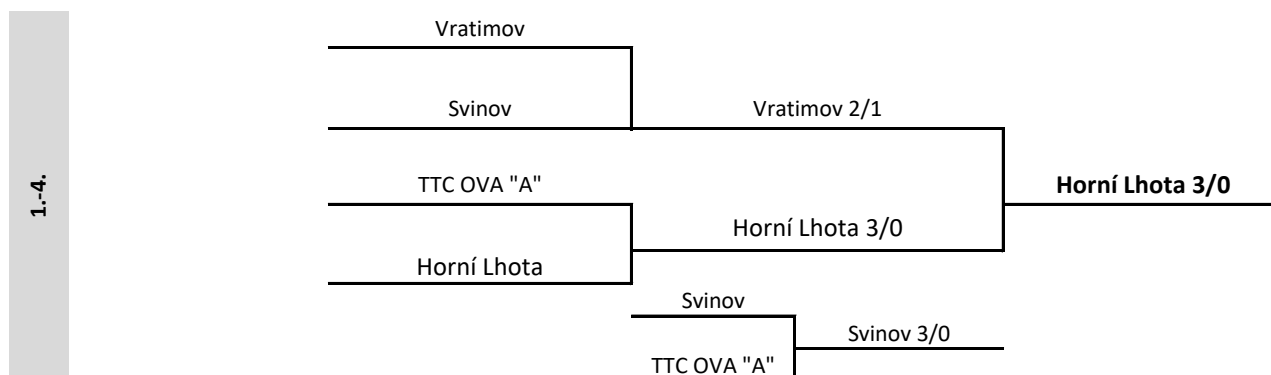 Vratimov
Svinov
Vratimov 2/1
1.-4.
TTC OVA "A"
Horní Lhota 3/0
Horní Lhota 3/0
Horní Lhota
Svinov
Svinov 3/0
TTC OVA "A"